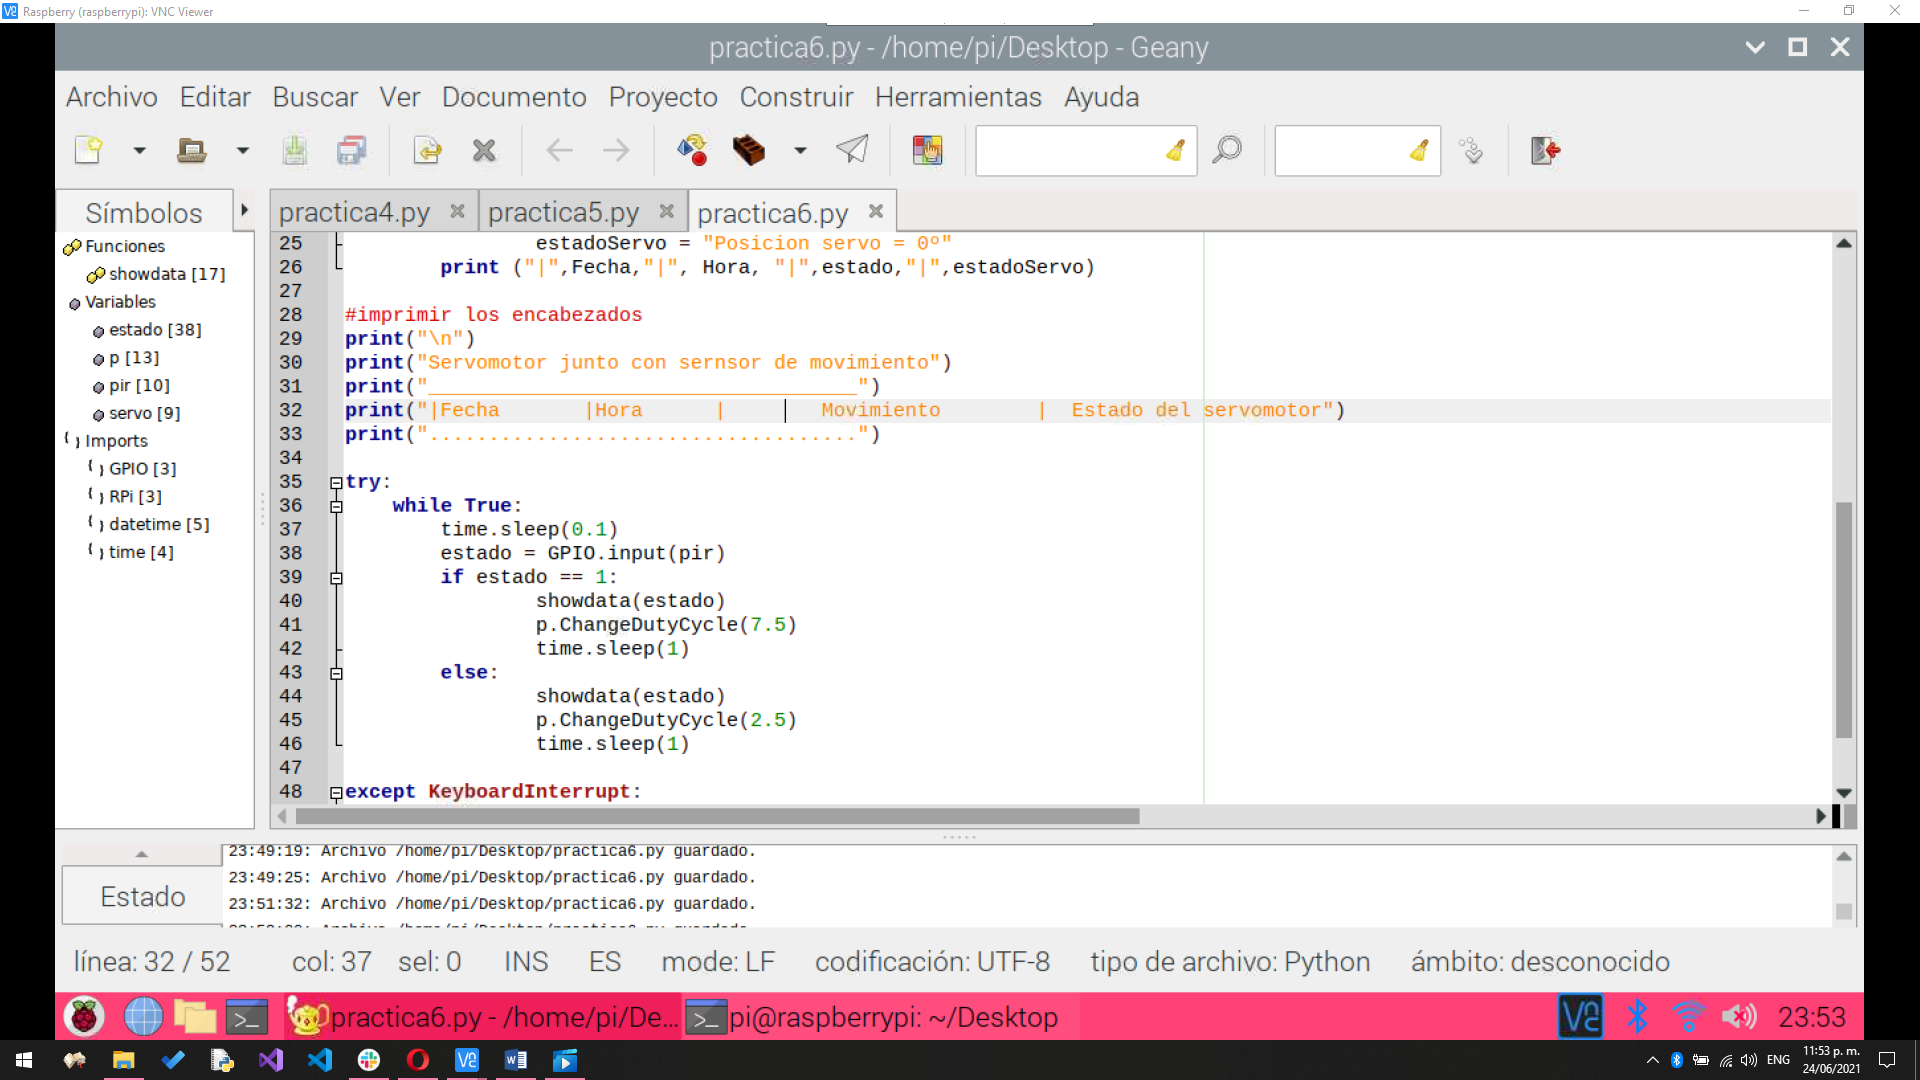 Raspberry (raspberrypi): VNC Viewer
practica6.py - /home/pi/Desktop - Geany
Archivo Editar Buscar Ver Documento Proyecto Construir Herramientas Ayuda
Símbolos
practica4.py practica5.py practica6.py
Funciones
showdata [17]
Variables
estado [38]
p [13]
pir [10]
servo [9]
Imports
GPIO [3]
RPi [3]
datetime [5]
time [4]
25 estadoServo = "Posicion servo = 0º"
26 print ("|",Fecha,"|", Hora, "|",estado,"|",estadoServo)
27
28 #imprimir los encabezados
29 print("\n")
30 print("Servomotor junto con sernsor de movimiento")
31 print("____________________________________")
32 print("|Fecha       |Hora      |        Movimiento        |  Estado del servomotor")
33 print("....................................")
34
35 try:
36 while True:
37 time.sleep(0.1)
38 estado = GPIO.input(pir)
39 if estado == 1:
40 showdata(estado)
41 p.ChangeDutyCycle(7.5)
42 time.sleep(1)
43 else:
44 showdata(estado)
45 p.ChangeDutyCycle(2.5)
46 time.sleep(1)
47
48 except KeyboardInterrupt:
Estado
23:49:19: Archivo /home/pi/Desktop/practica6.py guardado.
23:49:25: Archivo /home/pi/Desktop/practica6.py guardado.
23:51:32: Archivo /home/pi/Desktop/practica6.py guardado.
línea: 32 / 52 col: 37 sel: 0 INS ES mode: LF codificación: UTF-8 tipo de archivo: Python ámbito: desconocido
practica6.py - /home/pi/De... pi@raspberrypi: ~/Desktop 23:53
ENG 11:53 p. m.
24/06/2021